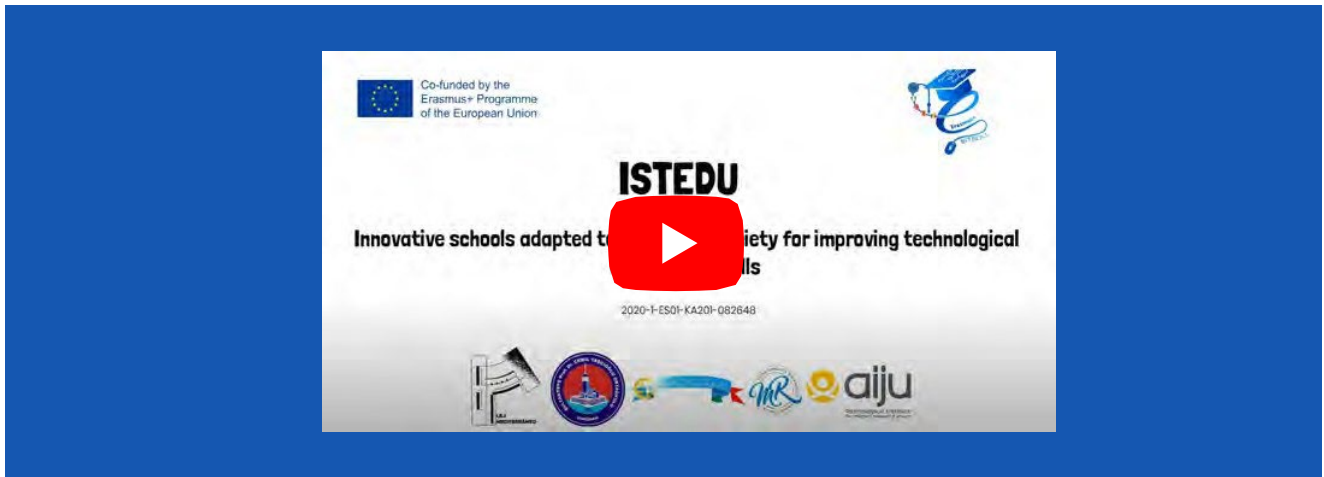 Co-funded by the
Erasmus+ Programme
of the European Union
ISTEDU
Innovative schools adapted t iety for improving technological
lls
2020-1-ES01-KA201-082648
aiju